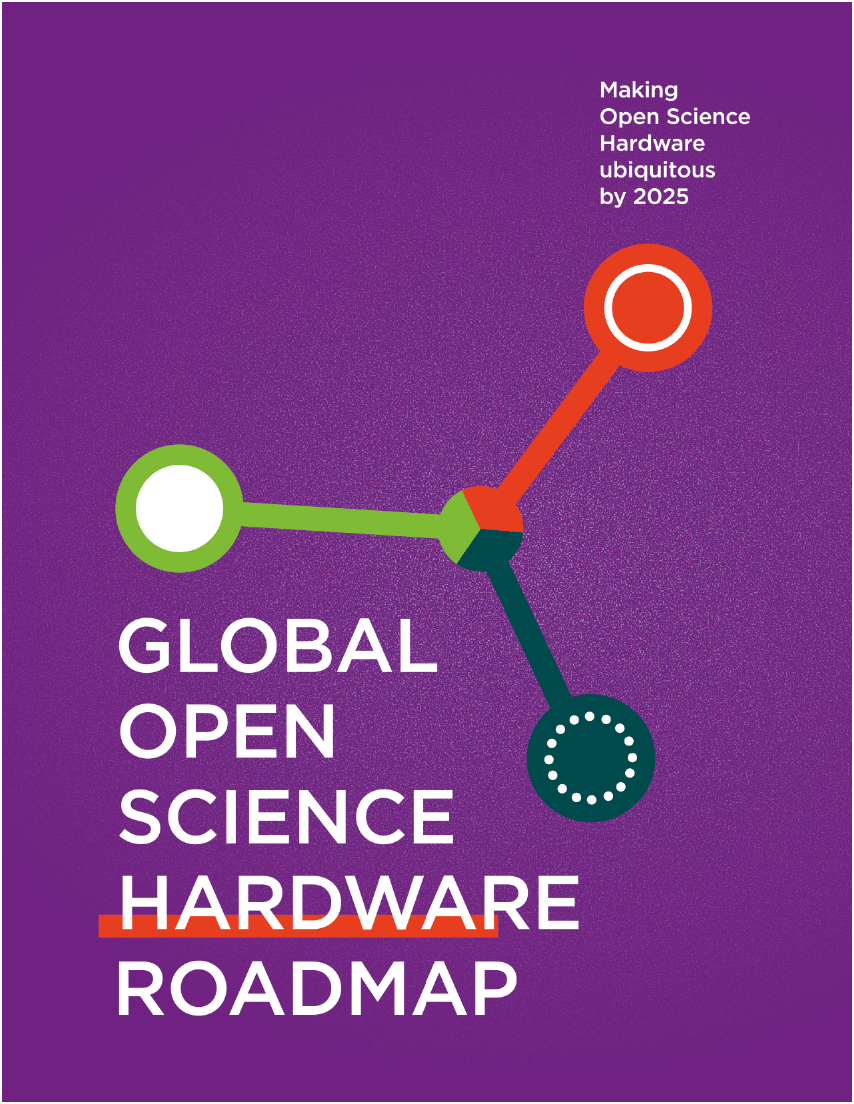 Making
Open Science
Hardware
ubiquitous
by 2025
GLOBAL
OPEN
SCIENCE
HARDWARE
ROADMAP